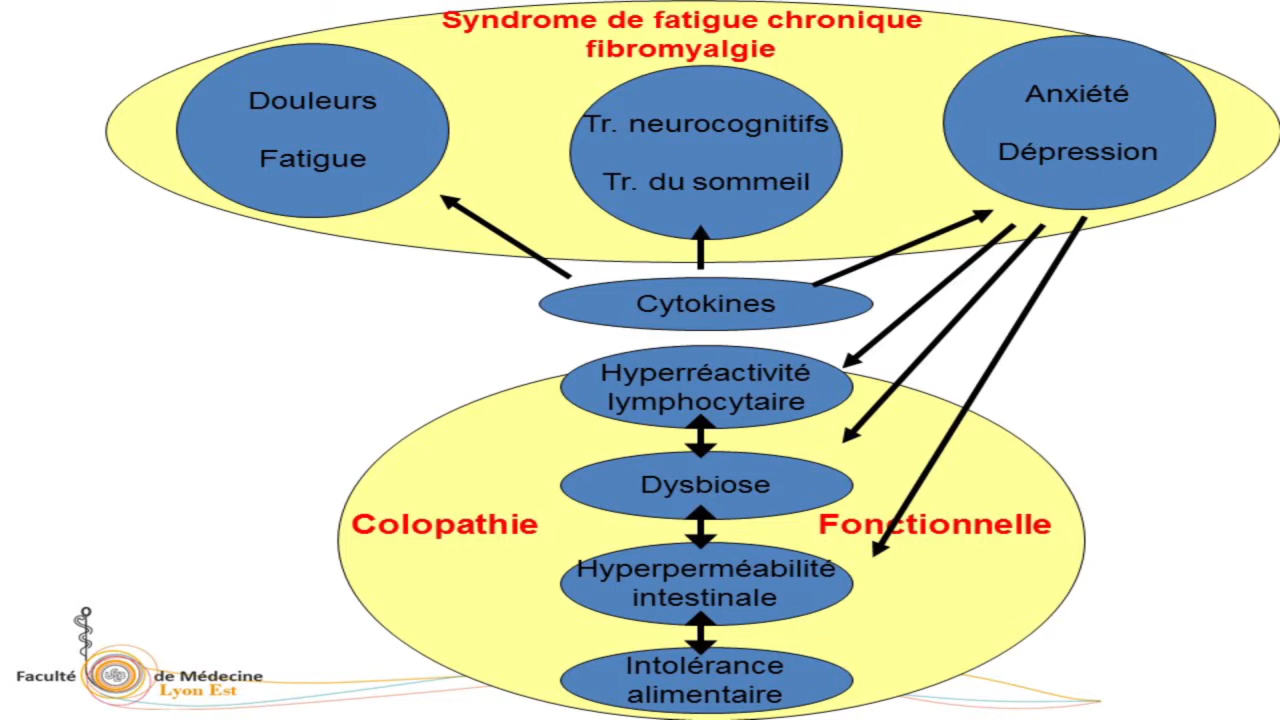 Syndrome de fatigue chronique
fibromyalgie
Douleurs
Fatigue
Tr. neurocognitifs
Tr. du sommeil
Anxiété
Dépression
Cytokines
Hyperréactivité
lymphocytaire
Dysbiose
Colopathie
Fonctionnelle
Hyperperméabilité
intestinale
Intolérance
alimentaire
Faculté
de Médecine
Lyon Est